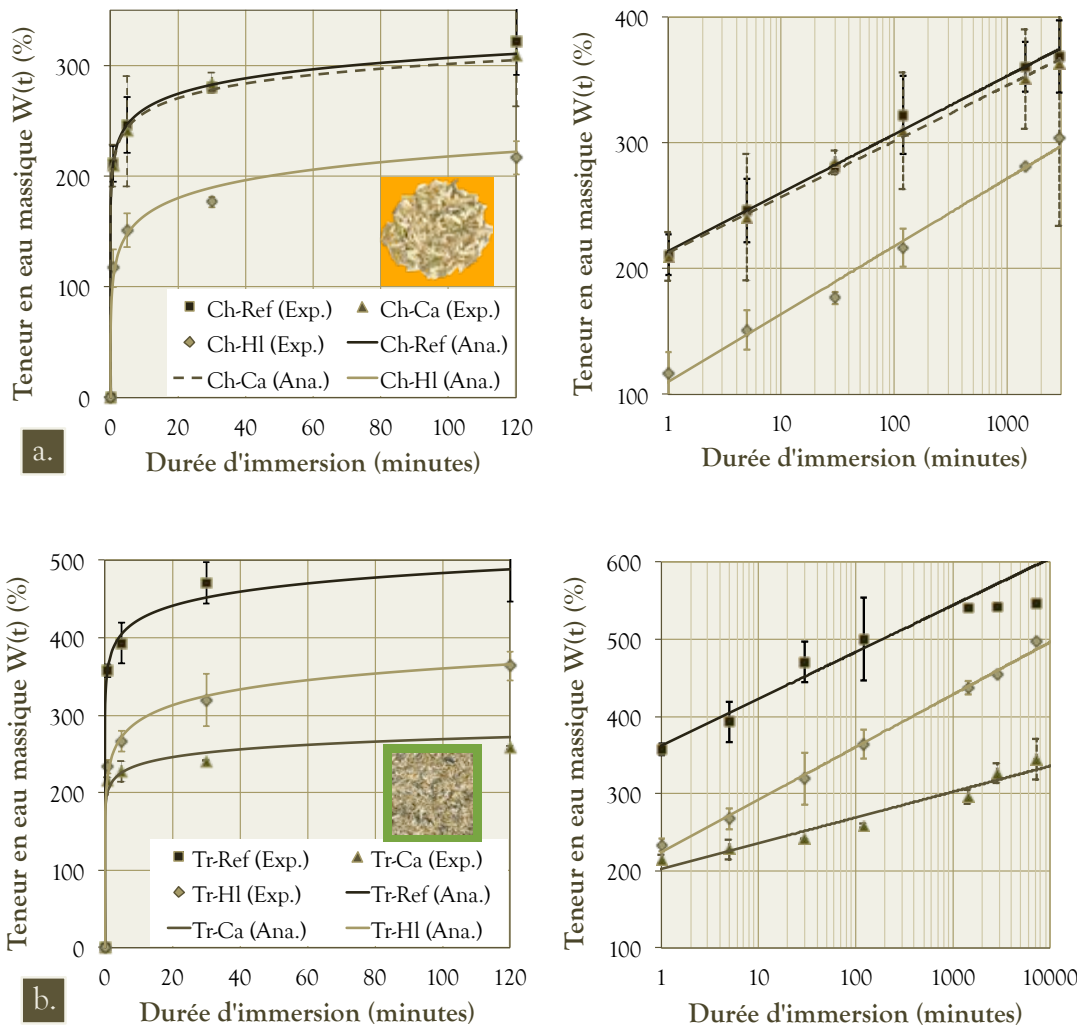 Teneur en eau massique W(t) (%)
300
200
100
0
Ch-Ref (Exp.) Ch-Ca (Exp.)
Ch-Hl (Exp.) Ch-Ref (Ana.)
Ch-Ca (Ana.) Ch-Hl (Ana.)
0 20 40 60 80 100 120
Durée d'immersion (minutes)
a.
Teneur en eau massique W(t) (%)
400
300
200
100
1 10 100 1000
Durée d'immersion (minutes)
Teneur en eau massique W(t) (%)
500
400
300
200
100
0
Tr-Ref (Exp.) Tr-Ca (Exp.)
Tr-Hl (Exp.) Tr-Ref (Ana.)
Tr-Ca (Ana.) Tr-Hl (Ana.)
0 20 40 60 80 100 120
Durée d'immersion (minutes)
b.
Teneur en eau massique W(t) (%)
600
500
400
300
200
100
1 10 100 1000 10000
Durée d'immersion (minutes)